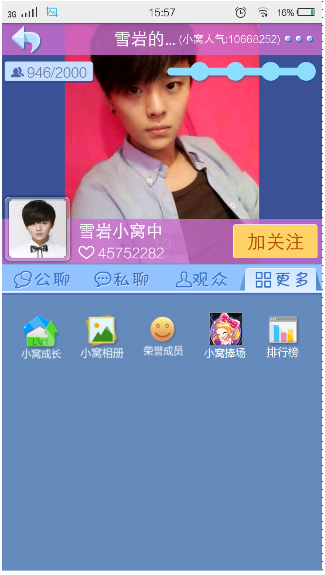 3G 15:57 16%
雪岩的... (小窝人气:10668252)
946/2000
雪岩小窝中
45752282
加关注
公聊 私聊 观众 更多
LV1
小窝成长 小窝相册 荣誉成员 小窝捧场 排行榜